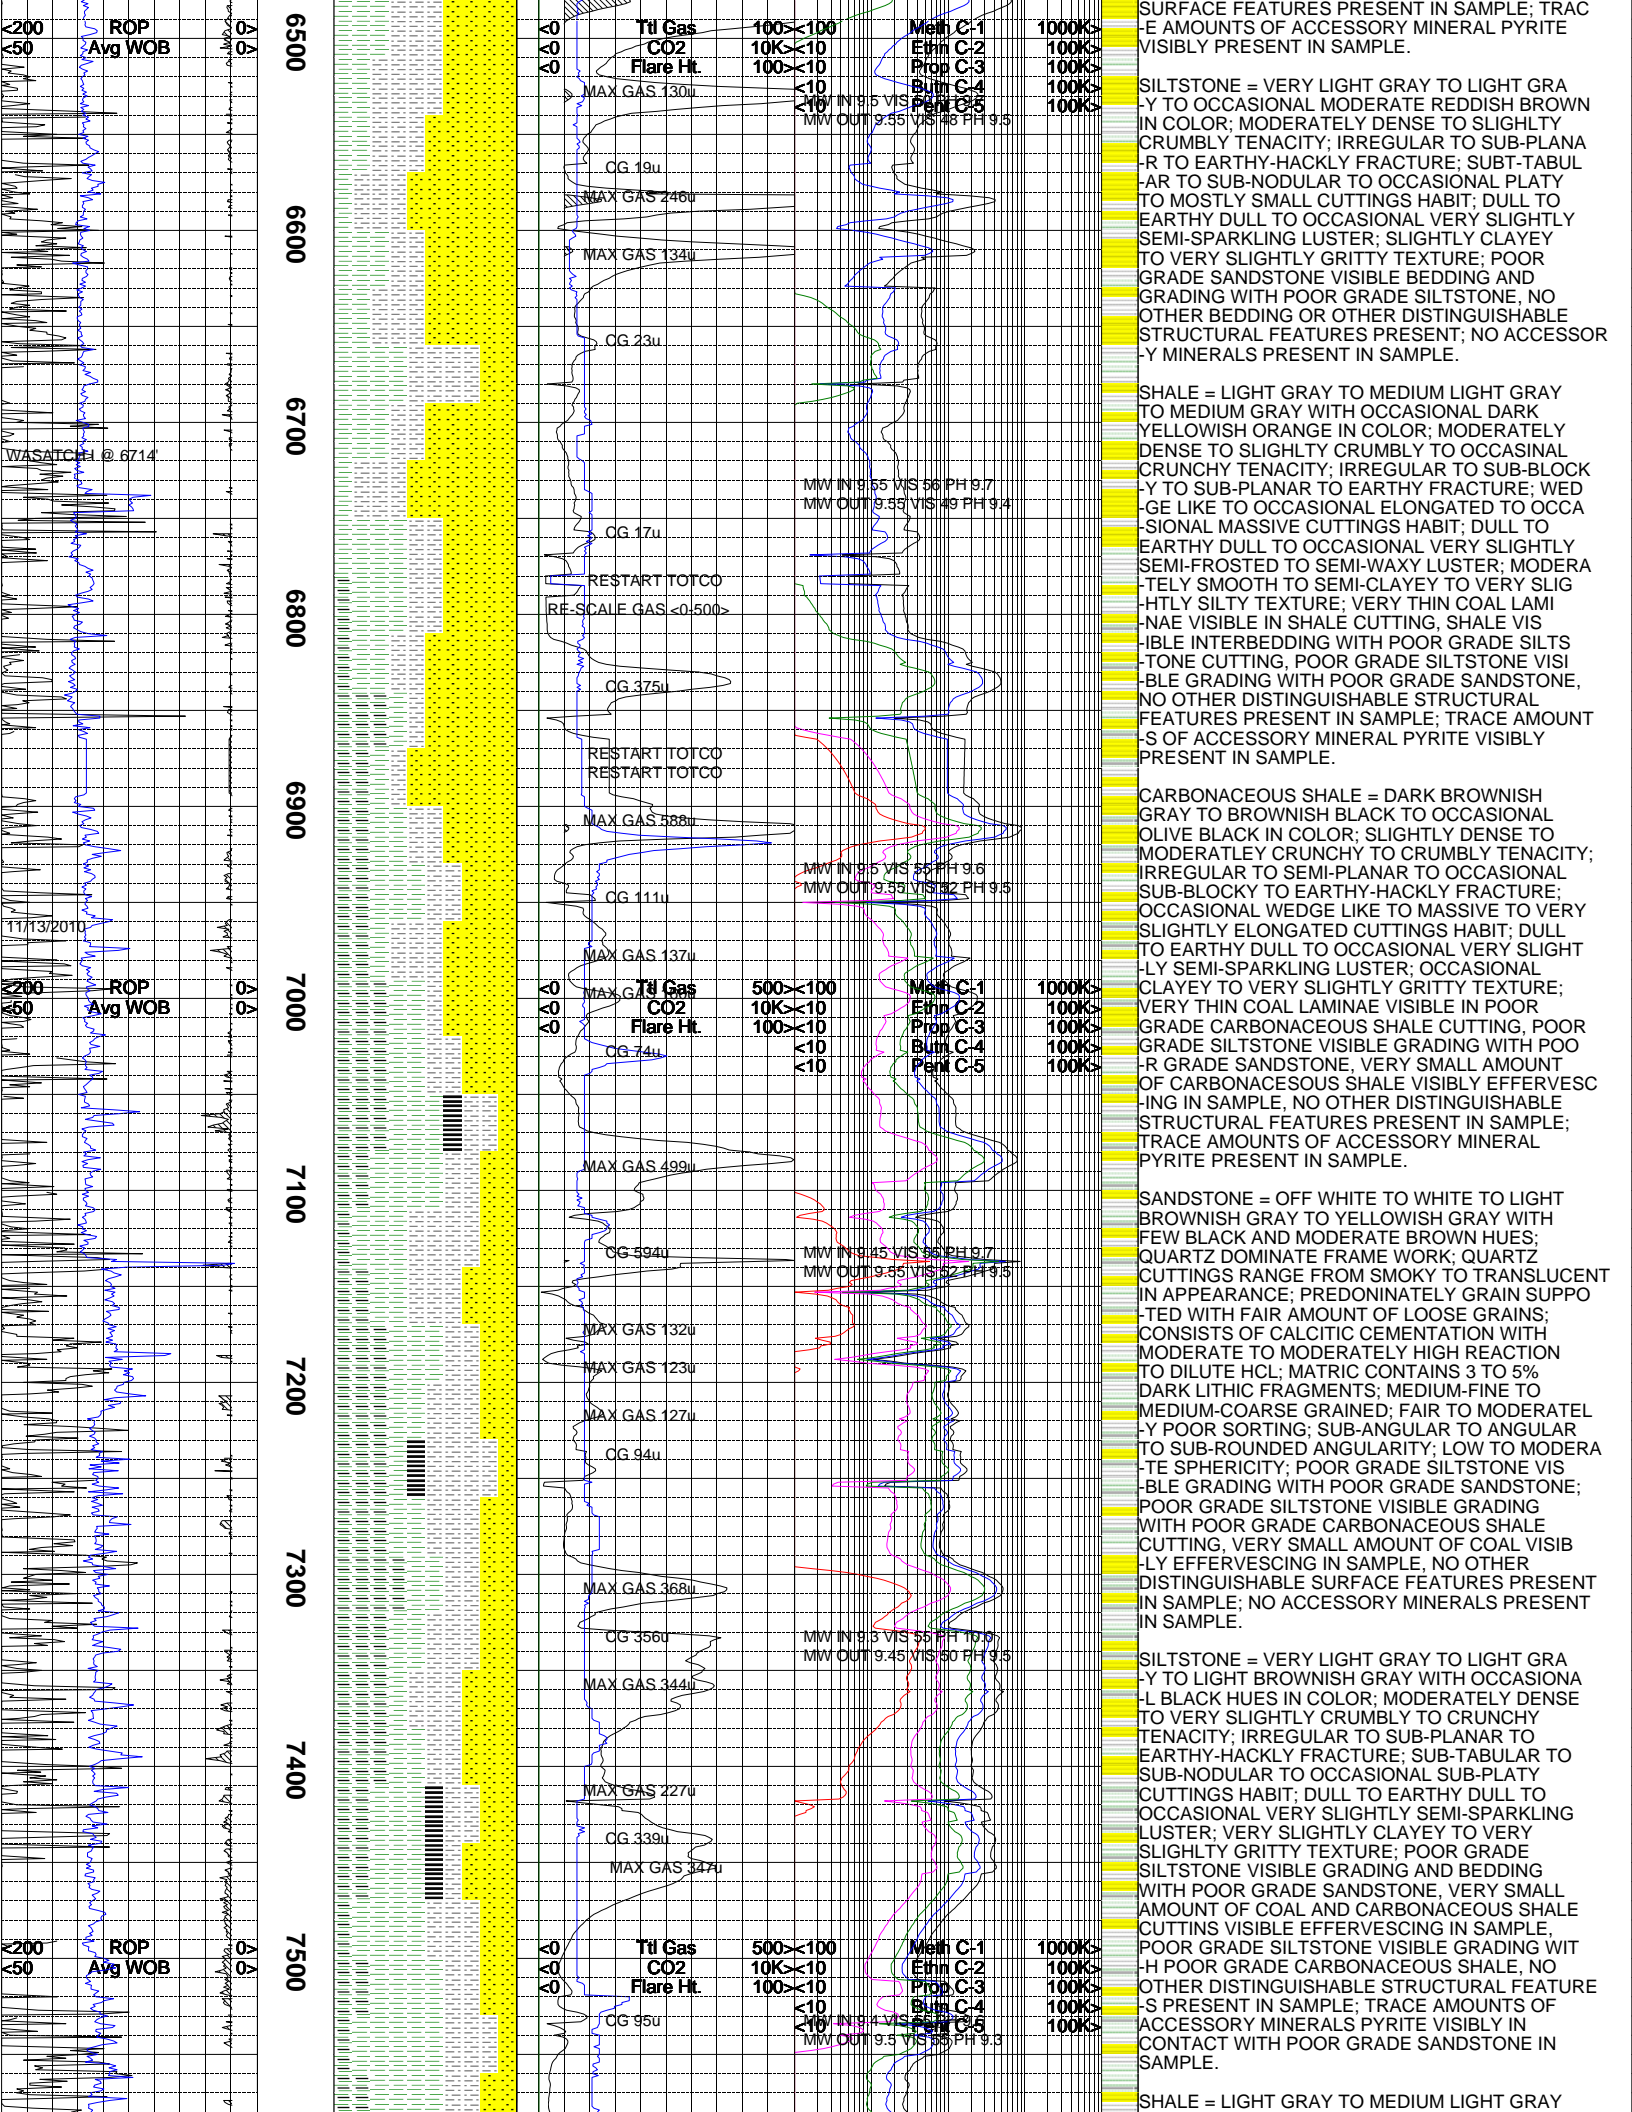 <200 ROP 0>
<50 Avg WOB 0>
6500
6600
6700
WASATCH I @ 6714'
6800
6900
11/13/2010
<200 ROP 0>
<50 Avg WOB 0>
7000
7100
7200
7300
7400
<200 ROP 0>
<50 Avg WOB 0>
7500
<0 Ttl Gas 100>
<0 CO2 10K>
<0 Flare Ht. 100>
MAX GAS 130u
CG 19u
MAX GAS 246u
MAX GAS 134u
CG 23u
CG 17u
RESTART TOTCO
RE-SCALE GAS <0-500>
CG 375u
RESTART TOTCO
RESTART TOTCO
MAX GAS 588u
CG 111u
MAX GAS 137u
<0 Ttl Gas 500>
MAX GAS
<0 CO2 10K>
<0 Flare Ht. 100>
CG 74u
MAX GAS 499u
CG 594u
MAX GAS 132u
MAX GAS 123u
MAX GAS 127u
CG 94u
MAX GAS 368u
CG 356u
MAX GAS 344u
MAX GAS 227u
CG 339u
MAX GAS 347u
<0 Ttl Gas 500>
<0 CO2 10K>
<0 Flare Ht. 100>
CG 95u
<100 Meth C-1 1000K>
<10 Ethn C-2 100K>
<10 Prop C-3 100K>
<10 Butn C-4 100K>
<10 Pent C-5 100K>
MW IN 9.5 VIS
MW OUT 9.55 VIS 48 PH 9.5
MW IN 9.55 VIS 56 PH 9.7
MW OUT 9.55 VIS 49 PH 9.4
MW IN 9.5 VIS 55 PH 9.6
MW OUT 9.55 VIS 52 PH 9.5
<100 Meth C-1 1000K>
<10 Ethn C-2 100K>
<10 Prop C-3 100K>
<10 Butn C-4 100K>
<10 Pent C-5 100K>
MW IN 9.45 VIS 55 PH 9.7
MW OUT 9.55 VIS 52 PH 9.5
MW IN 9.3 VIS 55 PH 10.0
MW OUT 9.45 VIS 50 PH 9.5
<100 Meth C-1 1000K>
<10 Ethn C-2 100K>
<10 Prop C-3 100K>
<10 Butn C-4 100K>
<10 Pent C-5 100K>
MW IN 9.4 VIS
MW OUT 9.5 VIS 55 PH 9.3
SURFACE FEATURES PRESENT IN SAMPLE; TRAC
-E AMOUNTS OF ACCESSORY MINERAL PYRITE
VISIBLY PRESENT IN SAMPLE.
SILTSTONE = VERY LIGHT GRAY TO LIGHT GRA
-Y TO OCCASIONAL MODERATE REDDISH BROWN
IN COLOR; MODERATELY DENSE TO SLIGHLTY
CRUMBLY TENACITY; IRREGULAR TO SUB-PLANA
-R TO EARTHY-HACKLY FRACTURE; SUBT-TABUL
-AR TO SUB-NODULAR TO OCCASIONAL PLATY
TO MOSTLY SMALL CUTTINGS HABIT; DULL TO
EARTHY DULL TO OCCASIONAL VERY SLIGHTLY
SEMI-SPARKLING LUSTER; SLIGHTLY CLAYEY
TO VERY SLIGHTLY GRITTY TEXTURE; POOR
GRADE SANDSTONE VISIBLE BEDDING AND
GRADING WITH POOR GRADE SILTSTONE, NO
OTHER BEDDING OR OTHER DISTINGUISHABLE
STRUCTURAL FEATURES PRESENT; NO ACCESSOR
-Y MINERALS PRESENT IN SAMPLE.
SHALE = LIGHT GRAY TO MEDIUM LIGHT GRAY
TO MEDIUM GRAY WITH OCCASIONAL DARK
YELLOWISH ORANGE IN COLOR; MODERATELY
DENSE TO SLIGHLTY CRUMBLY TO OCCASINAL
CRUNCHY TENACITY; IRREGULAR TO SUB-BLOCK
-Y TO SUB-PLANAR TO EARTHY FRACTURE; WED
-GE LIKE TO OCCASIONAL ELONGATED TO OCCA
-SIONAL MASSIVE CUTTINGS HABIT; DULL TO
EARTHY DULL TO OCCASIONAL VERY SLIGHTLY
SEMI-FROSTED TO SEMI-WAXY LUSTER; MODERA
-TELY SMOOTH TO SEMI-CLAYEY TO VERY SLIG
-HTLY SILTY TEXTURE; VERY THIN COAL LAMI
-NAE VISIBLE IN SHALE CUTTING, SHALE VIS
-IBLE INTERBEDDING WITH POOR GRADE SILTS
-TONE CUTTING, POOR GRADE SILTSTONE VISI
-BLE GRADING WITH POOR GRADE SANDSTONE,
NO OTHER DISTINGUISHABLE STRUCTURAL
FEATURES PRESENT IN SAMPLE; TRACE AMOUNT
-S OF ACCESSORY MINERAL PYRITE VISIBLY
PRESENT IN SAMPLE.
CARBONACEOUS SHALE = DARK BROWNISH
GRAY TO BROWNISH BLACK TO OCCASIONAL
OLIVE BLACK IN COLOR; SLIGHTLY DENSE TO
MODERATLEY CRUNCHY TO CRUMBLY TENACITY;
IRREGULAR TO SEMI-PLANAR TO OCCASIONAL
SUB-BLOCKY TO EARTHY-HACKLY FRACTURE;
OCCASIONAL WEDGE LIKE TO MASSIVE TO VERY
SLIGHTLY ELONGATED CUTTINGS HABIT; DULL
TO EARTHY DULL TO OCCASIONAL VERY SLIGHT
-LY SEMI-SPARKLING LUSTER; OCCASIONAL
CLAYEY TO VERY SLIGHTLY GRITTY TEXTURE;
VERY THIN COAL LAMINAE VISIBLE IN POOR
GRADE CARBONACEOUS SHALE CUTTING, POOR
GRADE SILTSTONE VISIBLE GRADING WITH POO
-R GRADE SANDSTONE, VERY SMALL AMOUNT
OF CARBONACESOUS SHALE VISIBLY EFFERVESC
-ING IN SAMPLE, NO OTHER DISTINGUISHABLE
STRUCTURAL FEATURES PRESENT IN SAMPLE;
TRACE AMOUNTS OF ACCESSORY MINERAL
PYRITE PRESENT IN SAMPLE.
SANDSTONE = OFF WHITE TO WHITE TO LIGHT
BROWNISH GRAY TO YELLOWISH GRAY WITH
FEW BLACK AND MODERATE BROWN HUES;
QUARTZ DOMINATE FRAME WORK; QUARTZ
CUTTINGS RANGE FROM SMOKY TO TRANSLUCENT
IN APPEARANCE; PREDONINATELY GRAIN SUPPO
-TED WITH FAIR AMOUNT OF LOOSE GRAINS;
CONSISTS OF CALCITIC CEMENTATION WITH
MODERATE TO MODERATELY HIGH REACTION
TO DILUTE HCL; MATRIC CONTAINS 3 TO 5%
DARK LITHIC FRAGMENTS; MEDIUM-FINE TO
MEDIUM-COARSE GRAINED; FAIR TO MODERATEL
-Y POOR SORTING; SUB-ANGULAR TO ANGULAR
TO SUB-ROUNDED ANGULARITY; LOW TO MODERA
-TE SPHERICITY; POOR GRADE SILTSTONE VIS
-BLE GRADING WITH POOR GRADE SANDSTONE;
POOR GRADE SILTSTONE VISIBLE GRADING
WITH POOR GRADE CARBONACEOUS SHALE
CUTTING, VERY SMALL AMOUNT OF COAL VISIB
-LY EFFERVESCING IN SAMPLE, NO OTHER
DISTINGUISHABLE SURFACE FEATURES PRESENT
IN SAMPLE; NO ACCESSORY MINERALS PRESENT
IN SAMPLE.
SILTSTONE = VERY LIGHT GRAY TO LIGHT GRA
-Y TO LIGHT BROWNISH GRAY WITH OCCASIONA
-L BLACK HUES IN COLOR; MODERATELY DENSE
TO VERY SLIGHTLY CRUMBLY TO CRUNCHY
TENACITY; IRREGULAR TO SUB-PLANAR TO
EARTHY-HACKLY FRACTURE; SUB-TABULAR TO
SUB-NODULAR TO OCCASIONAL SUB-PLATY
CUTTINGS HABIT; DULL TO EARTHY DULL TO
OCCASIONAL VERY SLIGHTLY SEMI-SPARKLING
LUSTER; VERY SLIGHTLY CLAYEY TO VERY
SLIGHLTY GRITTY TEXTURE; POOR GRADE
SILTSTONE VISIBLE GRADING AND BEDDING
WITH POOR GRADE SANDSTONE, VERY SMALL
AMOUNT OF COAL AND CARBONACEOUS SHALE
CUTTINS VISIBLE EFFERVESCING IN SAMPLE,
POOR GRADE SILTSTONE VISIBLE GRADING WIT
-H POOR GRADE CARBONACEOUS SHALE, NO
OTHER DISTINGUISHABLE STRUCTURAL FEATURE
-S PRESENT IN SAMPLE; TRACE AMOUNTS OF
ACCESSORY MINERALS PYRITE VISIBLY IN
CONTACT WITH POOR GRADE SANDSTONE IN
SAMPLE.
SHALE = LIGHT GRAY TO MEDIUM LIGHT GRAY